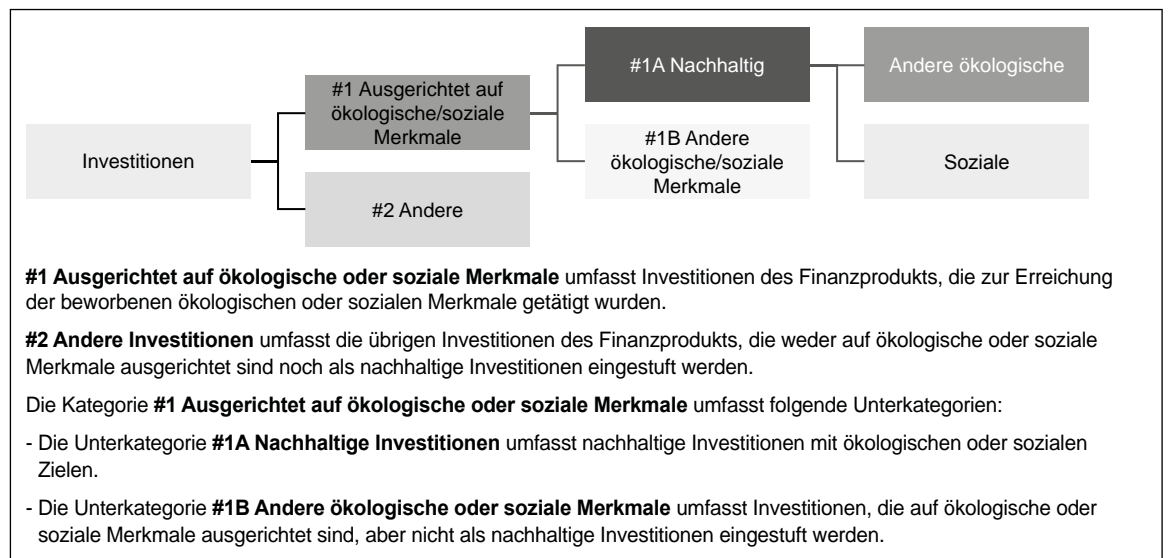 Investitionen
#1 Ausgerichtet auf
ökologische/soziale
Merkmale
#2 Andere
#1A Nachhaltig
#1B Andere
ökologische/soziale
Merkmale
Andere ökologische
Soziale
#1 Ausgerichtet auf ökologische oder soziale Merkmale umfasst Investitionen des Finanzprodukts, die zur Erreichung
der beworbenen ökologischen oder sozialen Merkmale getätigt wurden.
#2 Andere Investitionen umfasst die übrigen Investitionen des Finanzprodukts, die weder auf ökologische oder soziale
Merkmale ausgerichtet sind noch als nachhaltige Investitionen eingestuft werden.
Die Kategorie #1 Ausgerichtet auf ökologische oder soziale Merkmale umfasst folgende Unterkategorien:
- Die Unterkategorie #1A Nachhaltige Investitionen umfasst nachhaltige Investitionen mit ökologischen oder sozialen
Zielen.
- Die Unterkategorie #1B Andere ökologische oder soziale Merkmale umfasst Investitionen, die auf ökologische oder
soziale Merkmale ausgerichtet sind, aber nicht als nachhaltige Investitionen eingestuft werden.